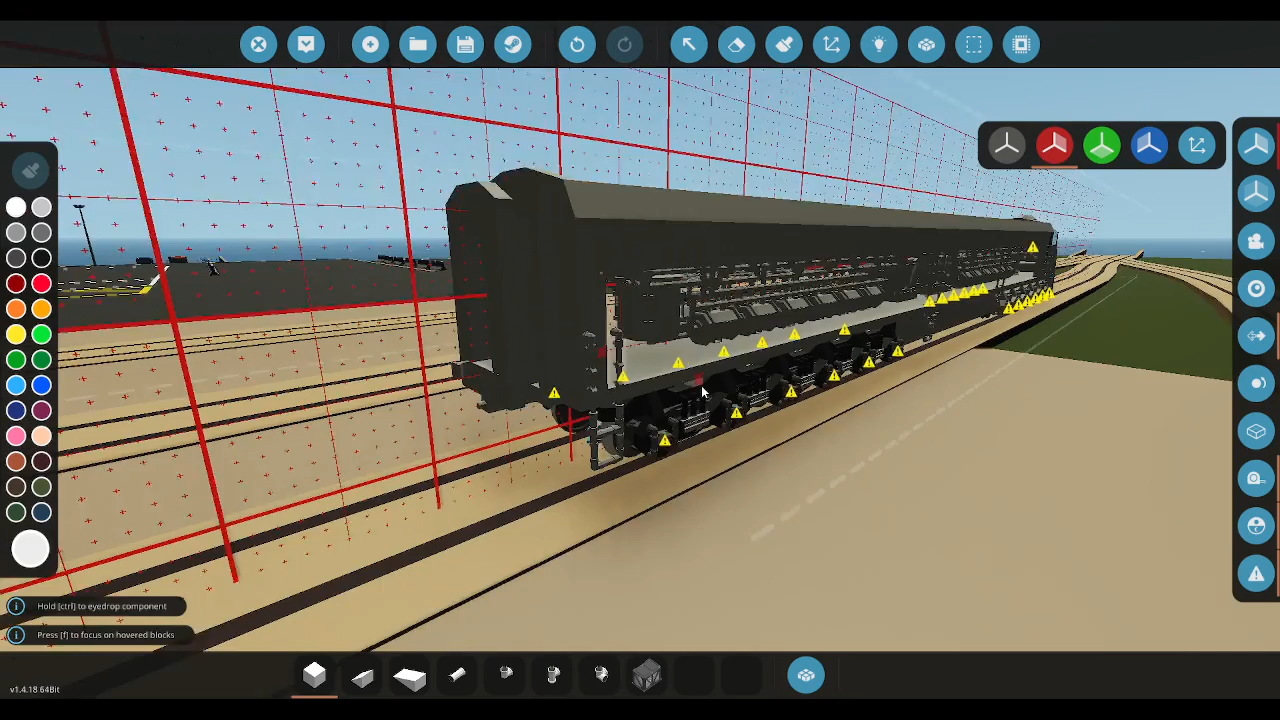 Hold [ctrl] to eyedrop component
Press [f] to focus on hovered blocks
v1.4.18 64Bit